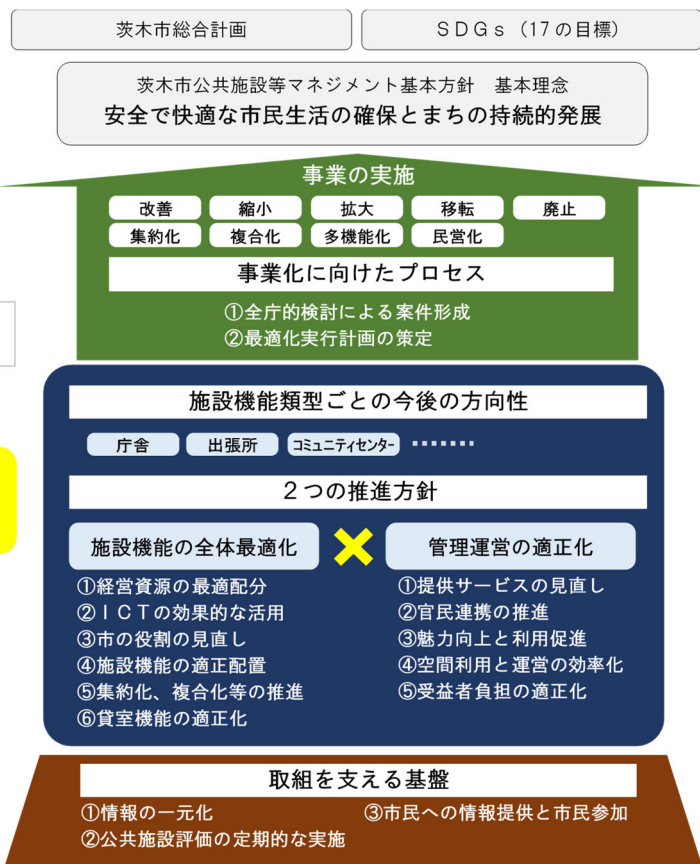 茨木市総合計画
SDGs(17の目標)
茨木市公共施設等マネジメント基本方針 基本理念
安全で快適な市民生活の確保とまちの持続的発展
事業の実施
改善 縮小 拡大 移転 廃止
集約化 複合化 多機能化 民営化
事業化に向けたプロセス
①全庁的検討による案件形成
②最適化実行計画の策定
施設機能類型ごとの今後の方向性
庁舎 出張所 コミュニティセンター ・・・・・・・
2つの推進方針
施設機能の全体最適化
①経営資源の最適配分
②ICTの効果的な活用
③市の役割の見直し
④施設機能の適正配置
⑤集約化、複合化等の推進
⑥貸室機能の適正化
管理運営の適正化
①提供サービスの見直し
②官民連携の推進
③魅力向上と利用促進
④空間利用と運営の効率化
⑤受益者負担の適正化
取組を支える基盤
①情報の一元化
②公共施設評価の定期的な実施
③市民への情報提供と市民参加